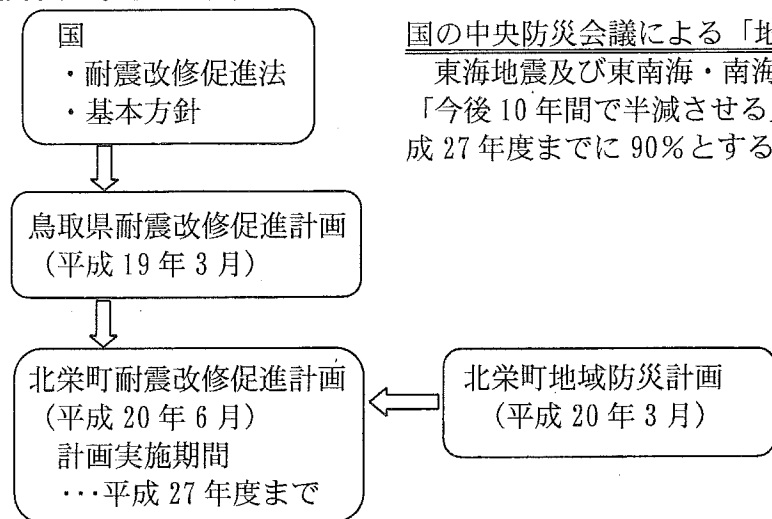 国
・耐震改修促進法
・基本方針
国の中央防災会議による「地
東海地震及び東南海・南海
「今後10年間で半減させる
成27年度までに90%とする
鳥取県耐震改修促進計画
(平成19年3月)
北栄町耐震改修促進計画
(平成20年6月)
計画実施期間
…平成27年度まで
北栄町地域防災計画
(平成20年3月)